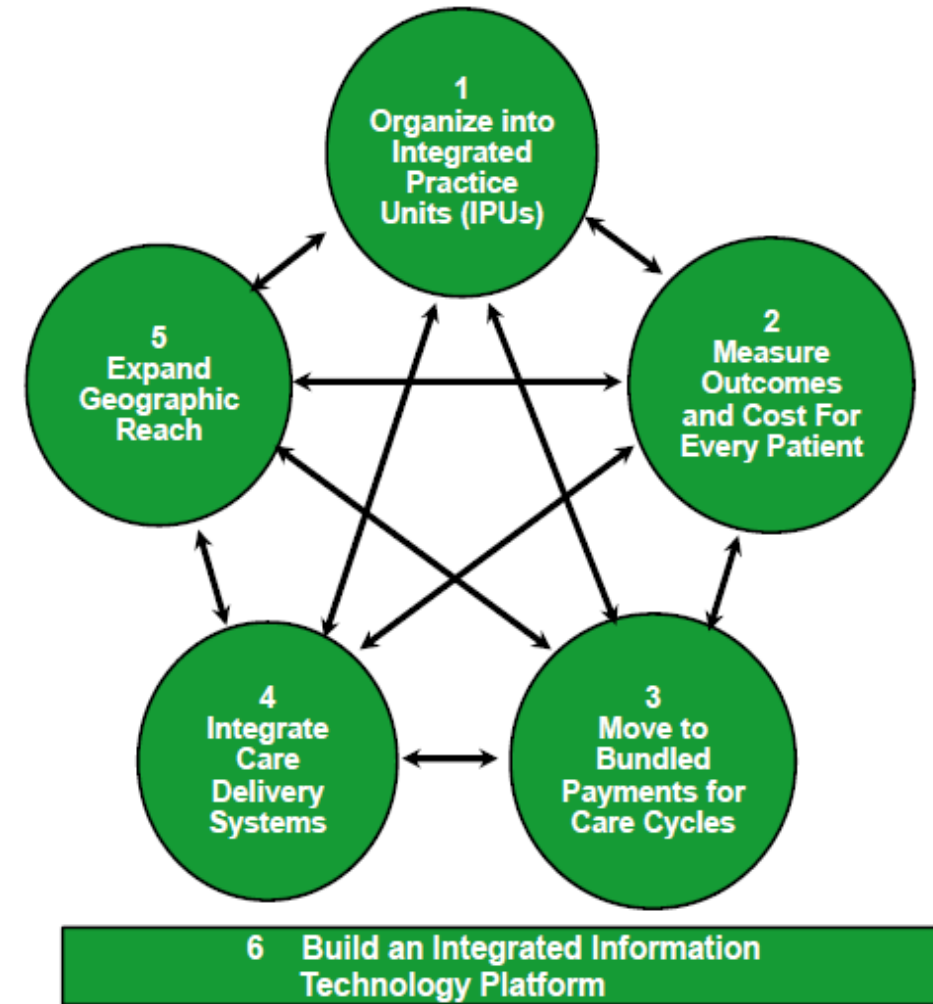 1
Organize into
Integrated
Practice
Units (IPUs)
2
Measure
Outcomes
and Cost For
Every Patient
3
Move to
Bundled
Payments for
Care Cycles
4
Integrate
Care
Delivery
Systems
5
Expand
Geographic
Reach
6 Build an Integrated Information
Technology Platform